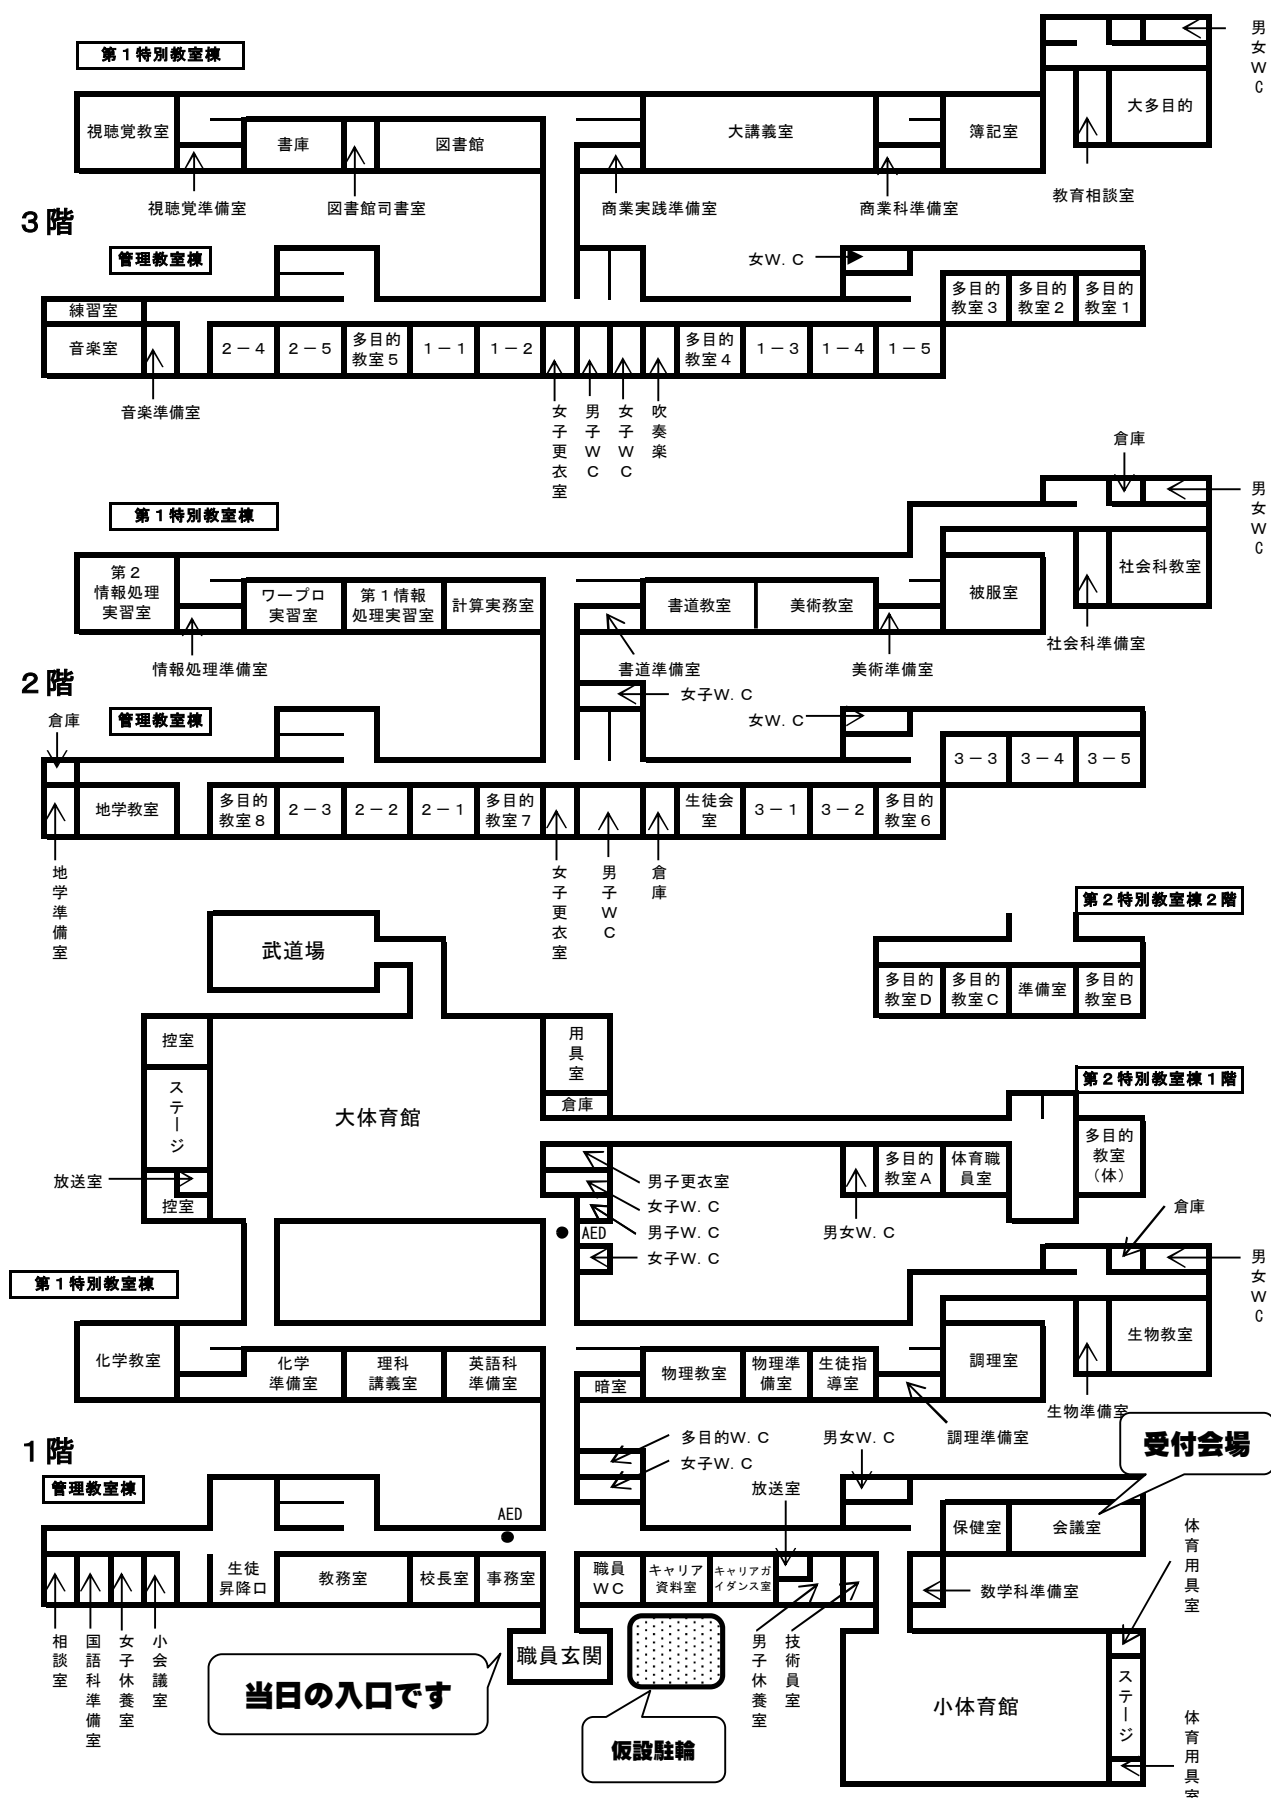 第１特別教室棟
男女ＷＣ
視聴覚教室
書庫
図書館
大講義室
簿記室
大多目的
視聴覚準備室
図書館司書室
商業実践準備室
商業科準備室
教育相談室
３階
管理教室棟
女Ｗ．Ｃ
練習室
音楽室
２－４
２－５
多目的
教室５
１－１
１－２
多目的
教室４
１－３
１－４
１－５
多目的
教室３
多目的
教室２
多目的
教室１
音楽準備室
女子更衣室
男子ＷＣ
女子ＷＣ
吹奏楽
第１特別教室棟
倉庫
男女ＷＣ
第２
情報処理
実習室
ワープロ
実習室
第１情報
処理実習室
計算実務室
書道教室
美術教室
被服室
社会科教室
情報処理準備室
書道準備室
美術準備室
社会科準備室
２階
倉庫
管理教室棟
女子Ｗ．Ｃ
女Ｗ．Ｃ
地学教室
多目的
教室８
２－３
２－２
２－１
多目的
教室７
生徒会
室
３－１
３－２
多目的
教室６
３－３
３－４
３－５
地学準備室
女子更衣室
男子ＷＣ
倉庫
第２特別教室棟２階
多目的
教室Ｄ
多目的
教室Ｃ
準備室
多目的
教室Ｂ
武道場
控室
ステージ
放送室
控室
大体育館
用具室
倉庫
男子更衣室
女子Ｗ．Ｃ
男子Ｗ．Ｃ
女子Ｗ．Ｃ
AED
第２特別教室棟１階
多目的
教室Ａ
体育職
員室
多目的
教室
（体）
男女Ｗ．Ｃ
倉庫
男女ＷＣ
第１特別教室棟
化学教室
化学
準備室
理科
講義室
英語科
準備室
暗室
物理教室
物理準
備室
生徒指
導室
調理室
生物教室
生物準備室
調理準備室
１階
管理教室棟
多目的Ｗ．Ｃ
女子Ｗ．Ｃ
男女Ｗ．Ｃ
放送室
受付会場
AED
保健室
会議室
生徒
昇降口
教務室
校長室
事務室
職員
ＷＣ
キャリア
資料室
キャリアガ
イダンス室
数学科準備室
体育用具室
相談室
国語科準備室
女子休養室
小会議室
職員玄関
当日の入口です
仮設駐輪
男子休養室
技術員室
小体育館
ステージ
体育用具室